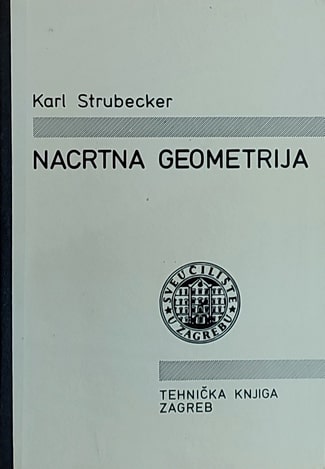 Karl Strubecker
NACRTNA GEOMETRIJA
SVEUČILIŠTE
U ZAGREBU
TEHNIČKA KNJIGA
ZAGREB